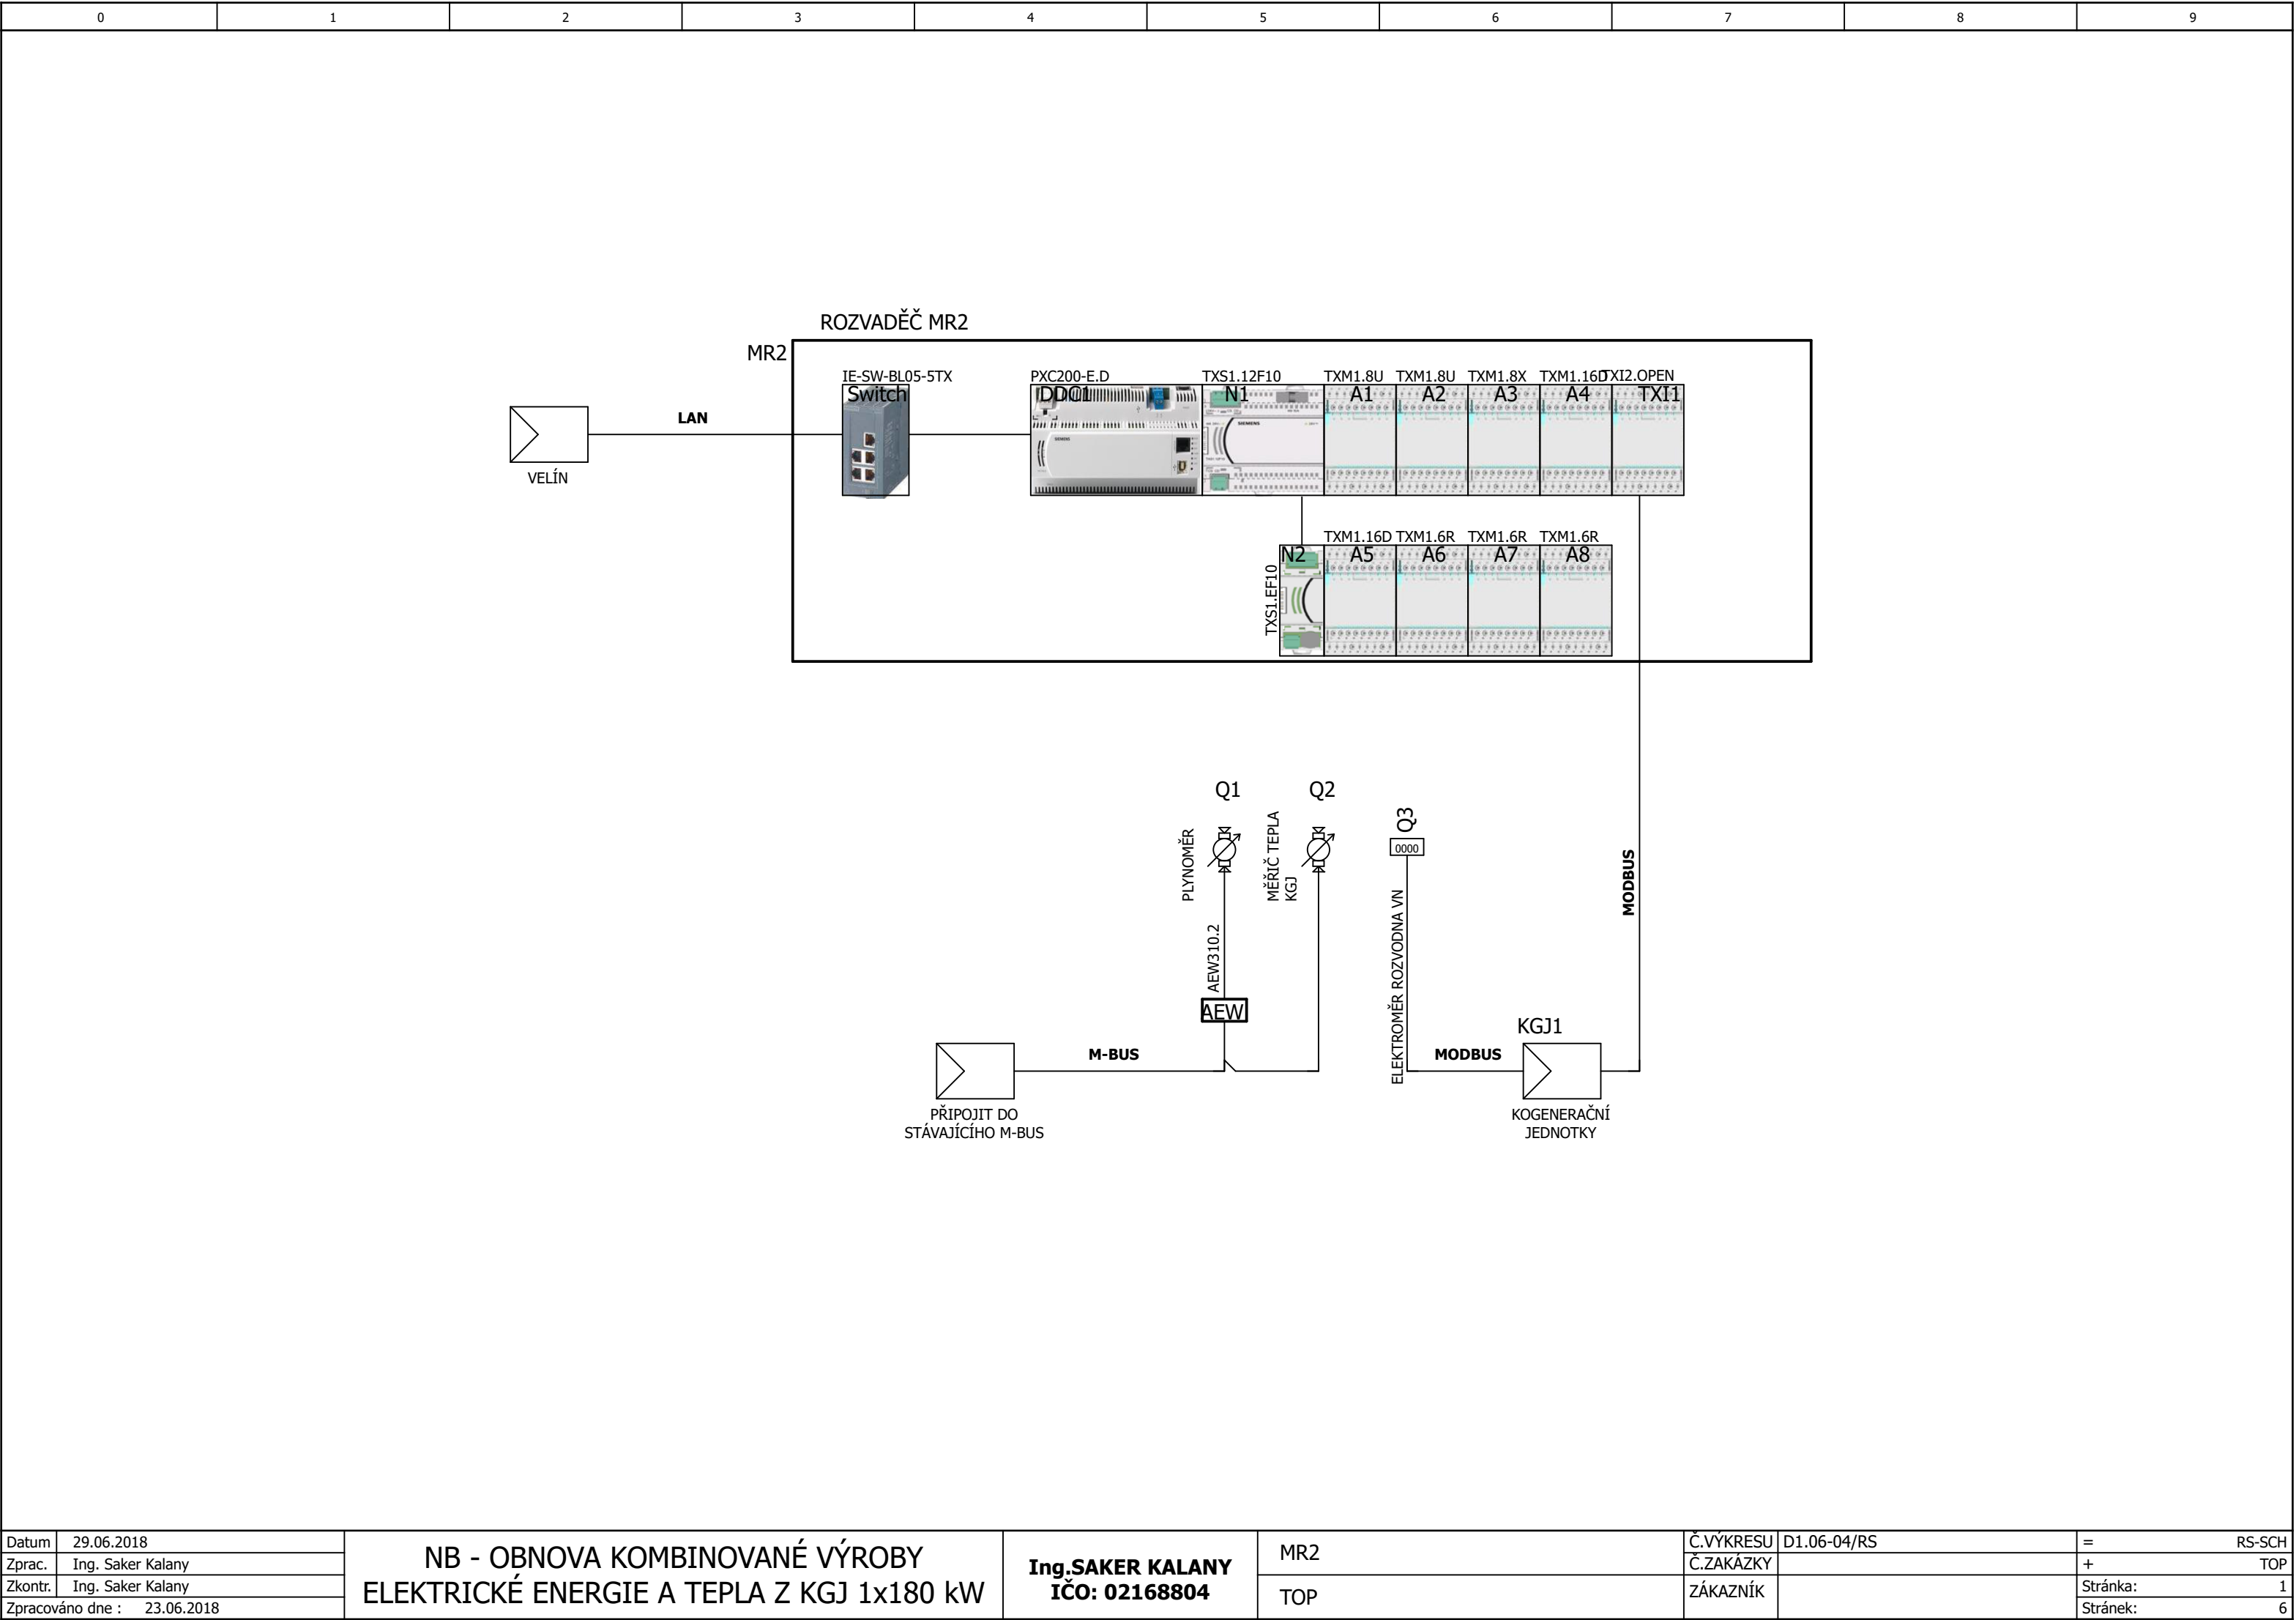 0 1 2 3 4 5 6 7 8 9
ROZVADĚČ MR2
MR2
IE-SW-BL05-5TX
Switch
PXC200-E.D
DDC1
TXS1.12F10
N1
TXM1.8U
A1
TXM1.8U
A2
TXM1.8X
A3
TXM1.16D
A4
TXI2.OPEN
TXI1
SIEMENS
LAN
VELÍN
TXS1.EF10
N2
TXM1.16D
A5
TXM1.6R
A6
TXM1.6R
A7
TXM1.6R
A8
Q1
PLYNOMĚR
Q2
MĚŘIČ TEPLA
KGJ
Q3
0000
ELEKTROMĚR ROZVODNA VN
MODBUS
AEW310.2
AEW
M-BUS
PŘIPOJIT DO
STÁVAJÍCÍHO M-BUS
MODBUS
KGJ1
KOGENERAČNÍ
JEDNOTKY
Datum 29.06.2018
Zprac. Ing. Saker Kalany
Zkontr. Ing. Saker Kalany
Zpracováno dne : 23.06.2018
NB - OBNOVA KOMBINOVANÉ VÝROBY
ELEKTRICKÉ ENERGIE A TEPLA Z KGJ 1x180 kW
Ing.SAKER KALANY
IČO: 02168804
MR2
TOP
Č.VÝKRESU D1.06-04/RS
Č.ZAKÁZKY
ZÁKAZNÍK
= RS-SCH
+ TOP
Stránka: 1
Stránek: 6